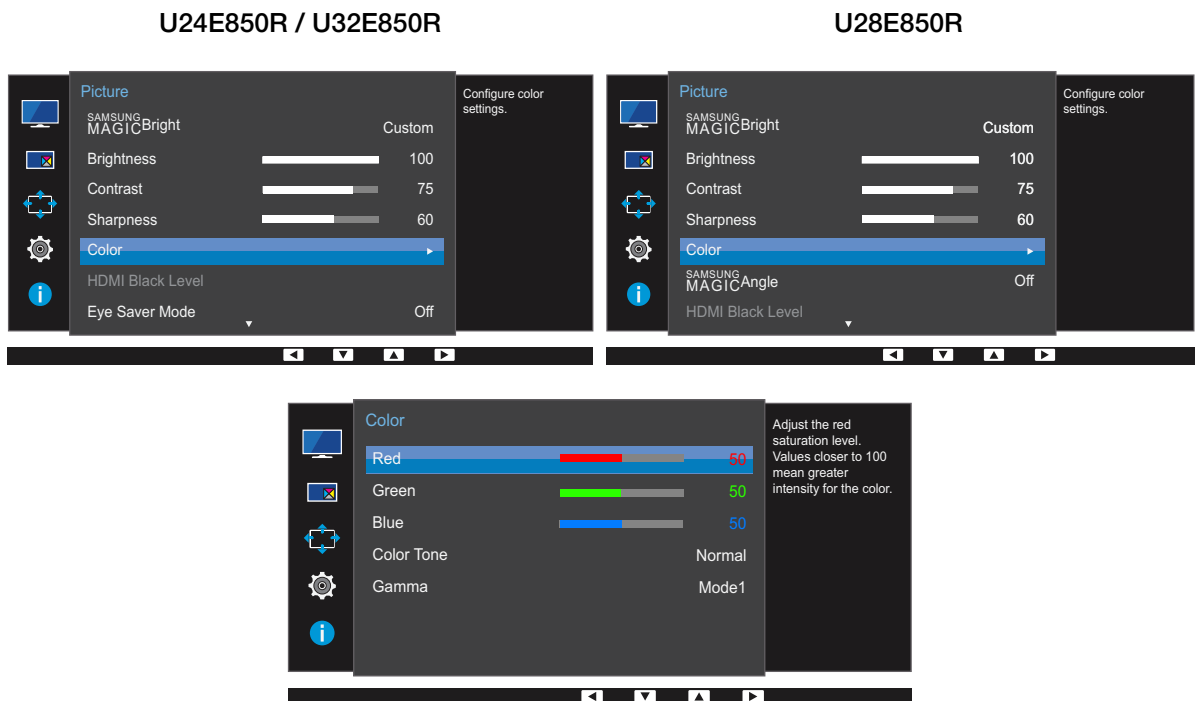 U24E850R / U32E850R
Picture
SAMSUNG
MAGICBright Custom
Brightness 100
Contrast 75
Sharpness 60
Color
HDMI Black Level
Eye Saver Mode Off
Configure color
settings.
U28E850R
Picture
SAMSUNG
MAGICBright Custom
Brightness 100
Contrast 75
Sharpness 60
Color
SAMSUNG
MAGICAngle Off
HDMI Black Level
Configure color
settings.
Color
Red 50
Green 50
Blue 50
Color Tone Normal
Gamma Mode1
Adjust the red
saturation level.
Values closer to 100
mean greater
intensity for the color.